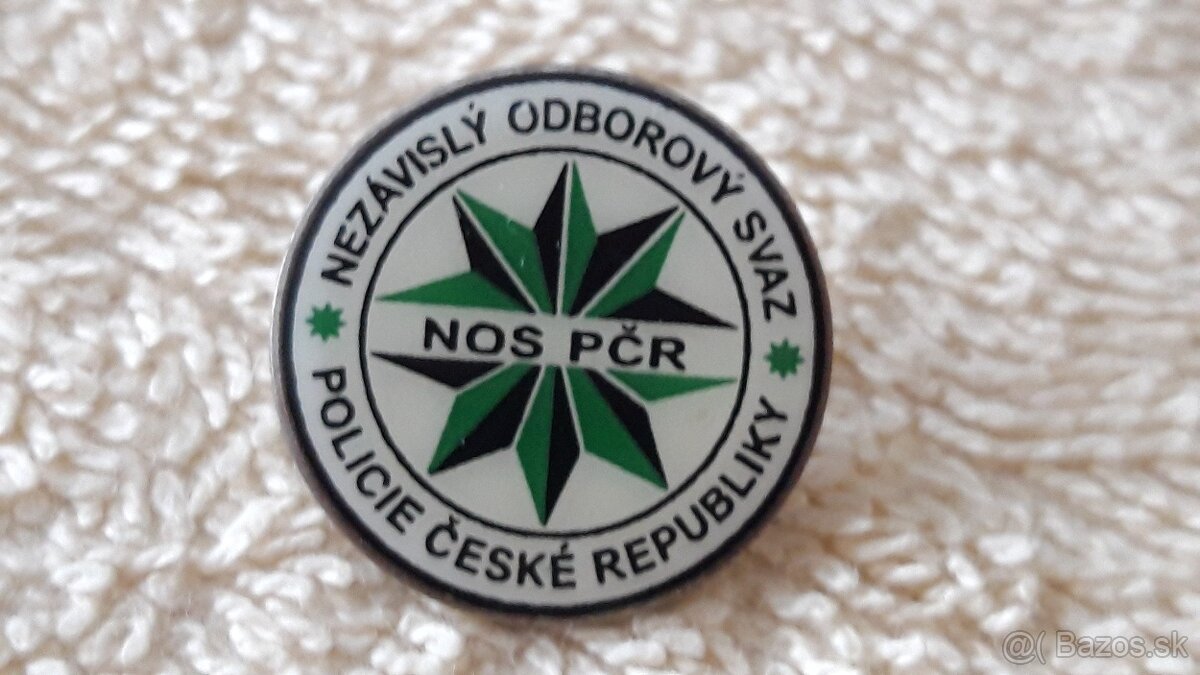 NEZÁVISLÝ ODBOROVÝ SVAZ
NOS PČR
POLICIE ČESKÉ REPUBLIKY
@( Bazos.sk